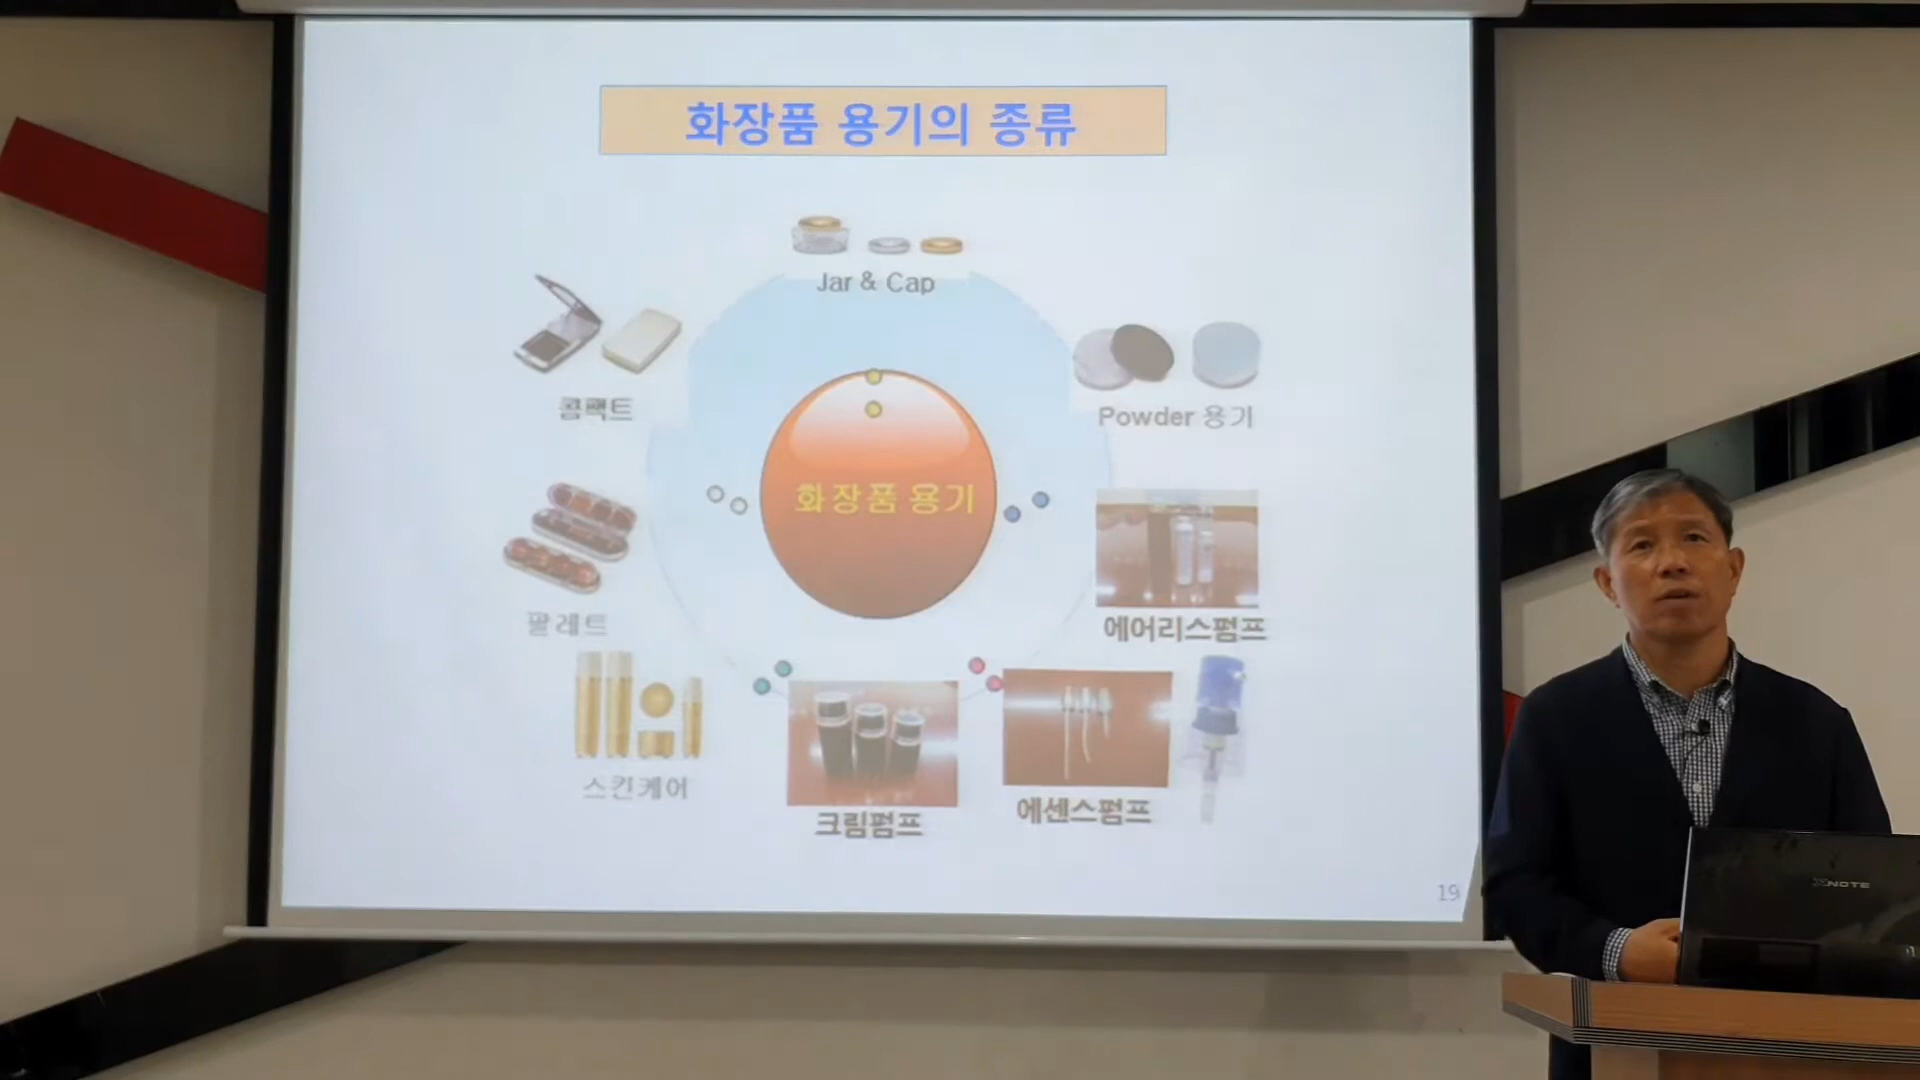 화장품 용기의 종류
Jar & Cap
콤팩트
Powder 용기
화장품 용기
팔레트
에어리스펌프
스킨케어
크림펌프
에센스펌프
19
XNOTE